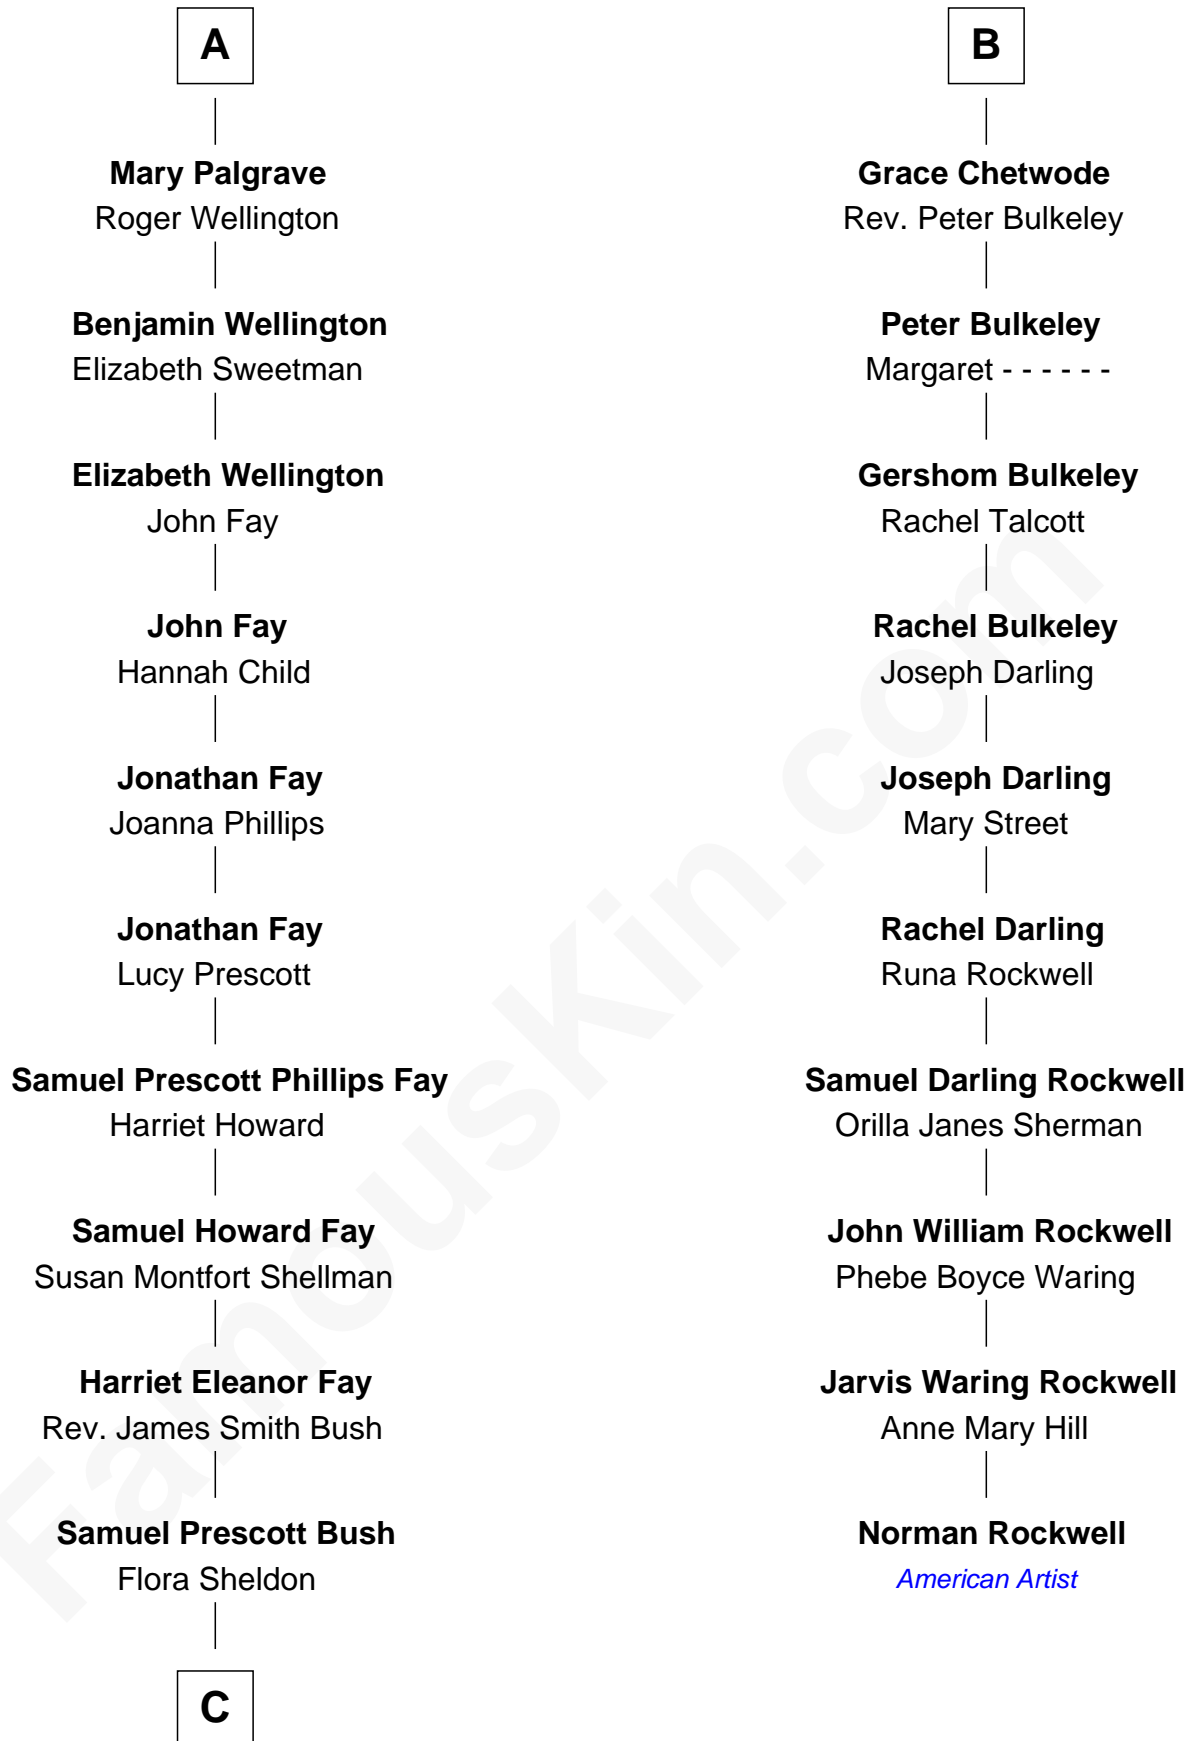 A
Mary Palgrave
Roger Wellington
Benjamin Wellington
Elizabeth Sweetman
Elizabeth Wellington
John Fay
John Fay
Hannah Child
Jonathan Fay
Joanna Phillips
Jonathan Fay
Lucy Prescott
Samuel Prescott Phillips Fay
Harriet Howard
Samuel Howard Fay
Susan Montfort Shellman
Harriet Eleanor Fay
Rev. James Smith Bush
Samuel Prescott Bush
Flora Sheldon
C
B
Grace Chetwode
Rev. Peter Bulkeley
Peter Bulkeley
Margaret - - - - - -
Gershom Bulkeley
Rachel Talcott
Rachel Bulkeley
Joseph Darling
Joseph Darling
Mary Street
Rachel Darling
Runa Rockwell
Samuel Darling Rockwell
Orilla Janes Sherman
John William Rockwell
Phebe Boyce Waring
Jarvis Waring Rockwell
Anne Mary Hill
Norman Rockwell
American Artist
FamousKin.com